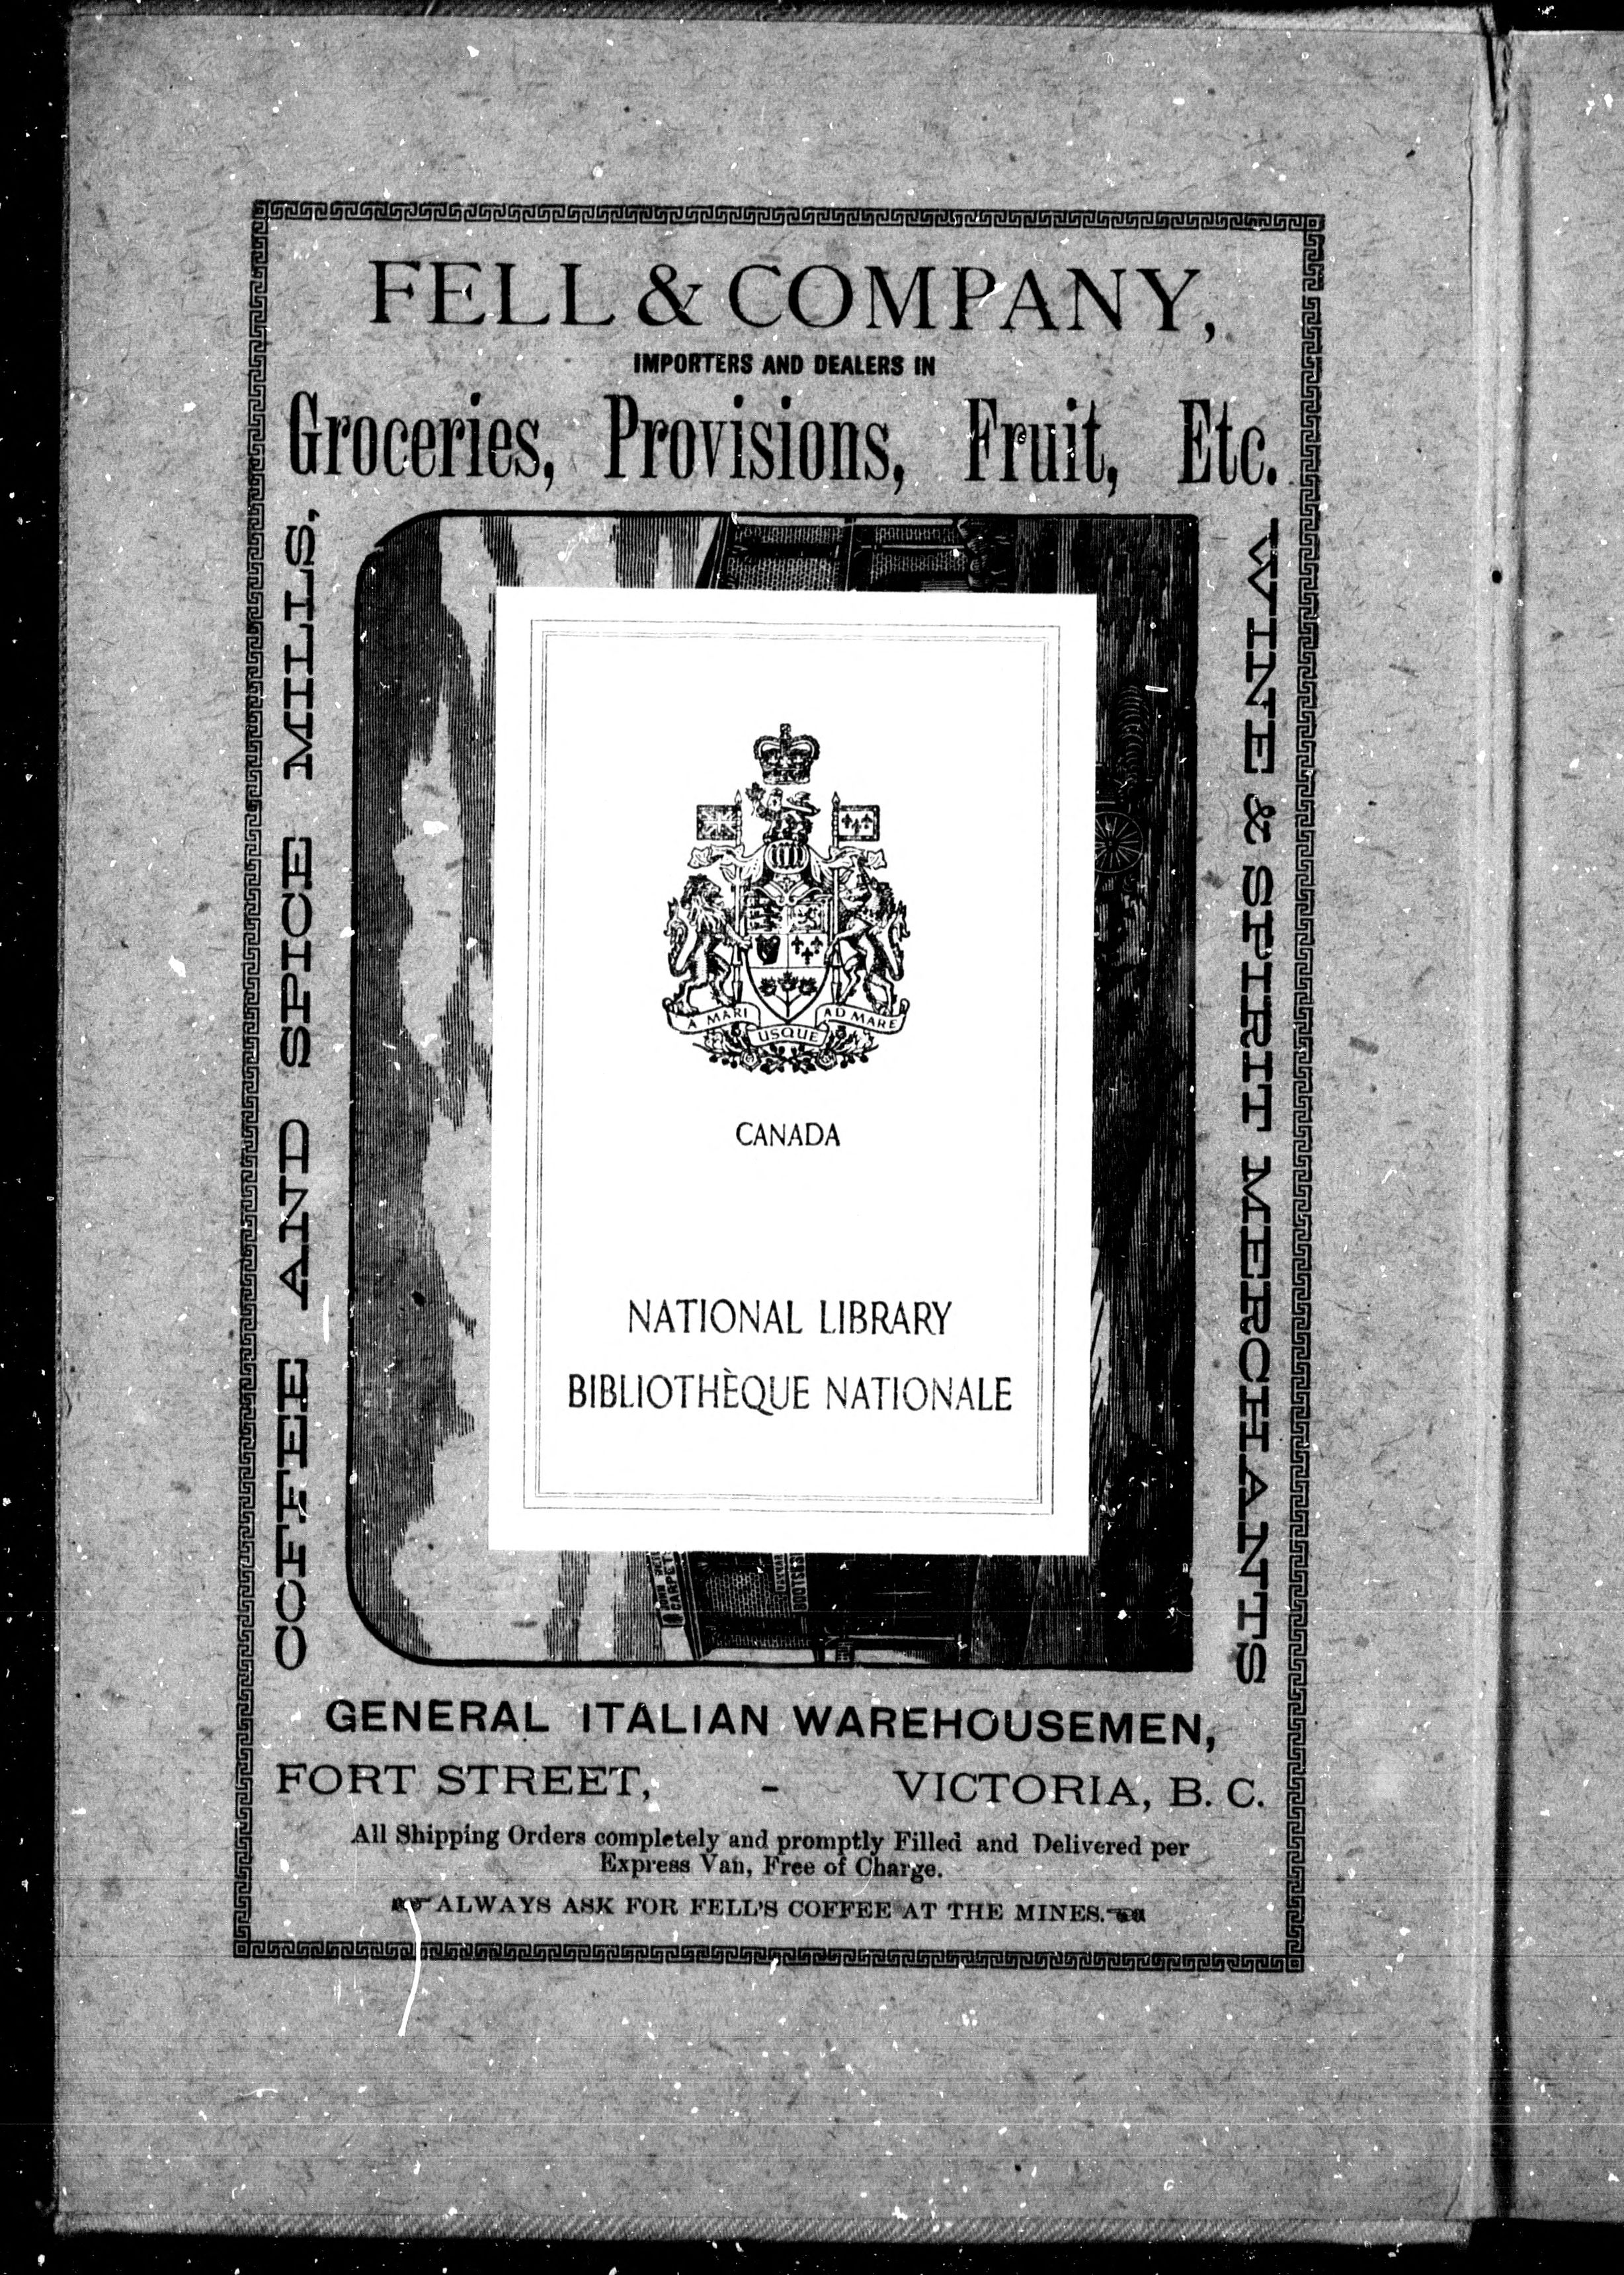 FELL & COMPANY,
IMPORTERS AND DEALERS IN
Groceries, Provisions, Fruit, Etc.
COFFEE AND SPICE MILLS,
WINE & SPIRIT MERCHANTS
A MARI USQUE AD MARE
CANADA
NATIONAL LIBRARY
BIBLIOTHÈQUE NATIONALE
CARPET
GENERAL ITALIAN WAREHOUSEMEN,
FORT STREET, - VICTORIA, B. C.
All Shipping Orders completely and promptly Filled and Delivered per
Express Van, Free of Charge.
ALWAYS ASK FOR FELL'S COFFEE AT THE MINES.